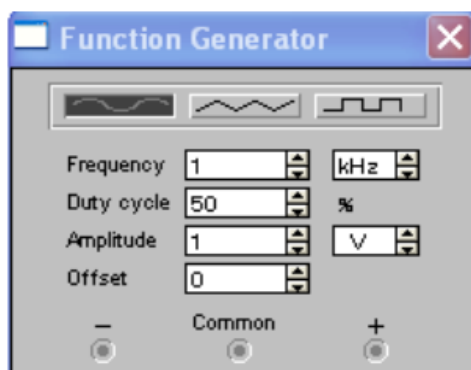 Function Generator
Frequency 1 kHz
Duty cycle 50 %
Amplitude 1 V
Offset 0
− Common +